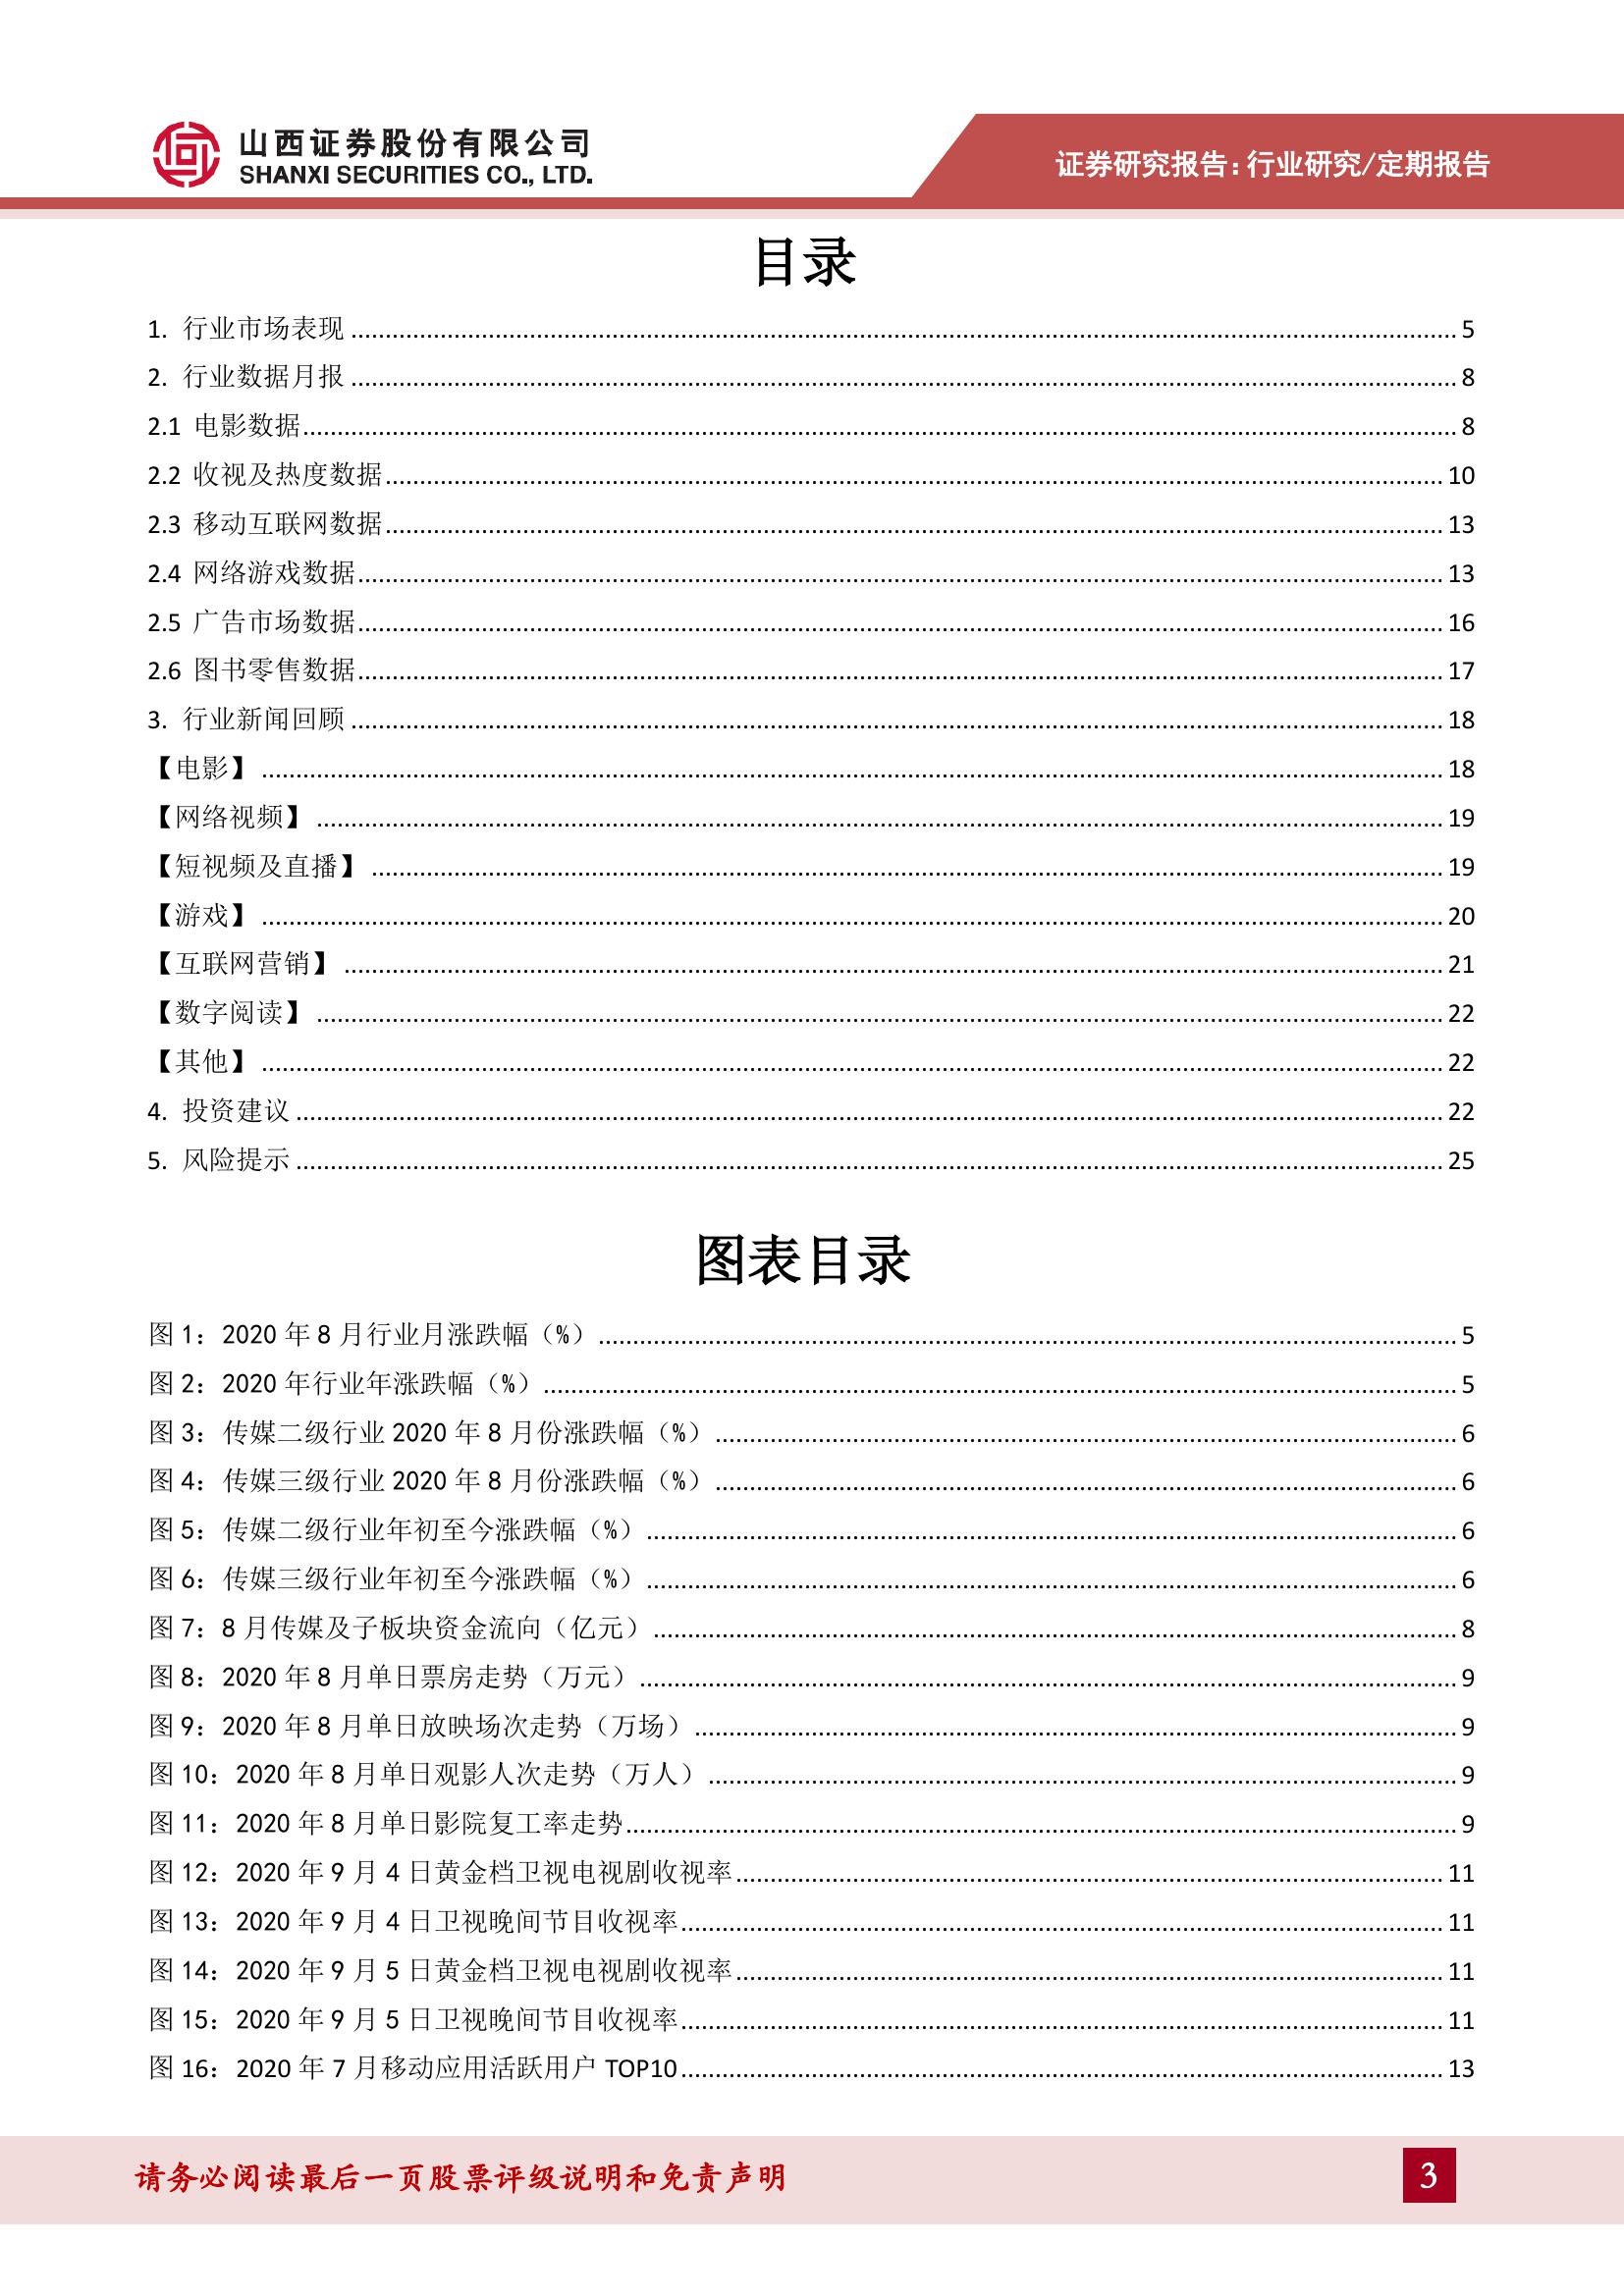 山西证券股份有限公司
SHANXI SECURITIES CO., LTD.
证券研究报告:行业研究/定期报告
目录
1. 行业市场表现 5
2. 行业数据月报 8
2.1 电影数据 8
2.2 收视及热度数据 10
2.3 移动互联网数据 13
2.4 网络游戏数据 13
2.5 广告市场数据 16
2.6 图书零售数据 17
3. 行业新闻回顾 18
【电影】 18
【网络视频】 19
【短视频及直播】 19
【游戏】 20
【互联网营销】 21
【数字阅读】 22
【其他】 22
4. 投资建议 22
5. 风险提示 25
图表目录
图 1：2020 年 8 月行业月涨跌幅（%） 5
图 2：2020 年行业年涨跌幅（%） 5
图 3：传媒二级行业 2020 年 8 月份涨跌幅（%） 6
图 4：传媒三级行业 2020 年 8 月份涨跌幅（%） 6
图 5：传媒二级行业年初至今涨跌幅（%） 6
图 6：传媒三级行业年初至今涨跌幅（%） 6
图 7：8 月传媒及子板块资金流向（亿元） 8
图 8：2020 年 8 月单日票房走势（万元） 9
图 9：2020 年 8 月单日放映场次走势（万场） 9
图 10：2020 年 8 月单日观影人次走势（万人） 9
图 11：2020 年 8 月单日影院复工率走势 9
图 12：2020 年 9 月 4 日黄金档卫视电视剧收视率 11
图 13：2020 年 9 月 4 日卫视晚间节目收视率 11
图 14：2020 年 9 月 5 日黄金档卫视电视剧收视率 11
图 15：2020 年 9 月 5 日卫视晚间节目收视率 11
图 16：2020 年 7 月移动应用活跃用户 TOP10 13
请务必阅读最后一页股票评级说明和免责声明
3